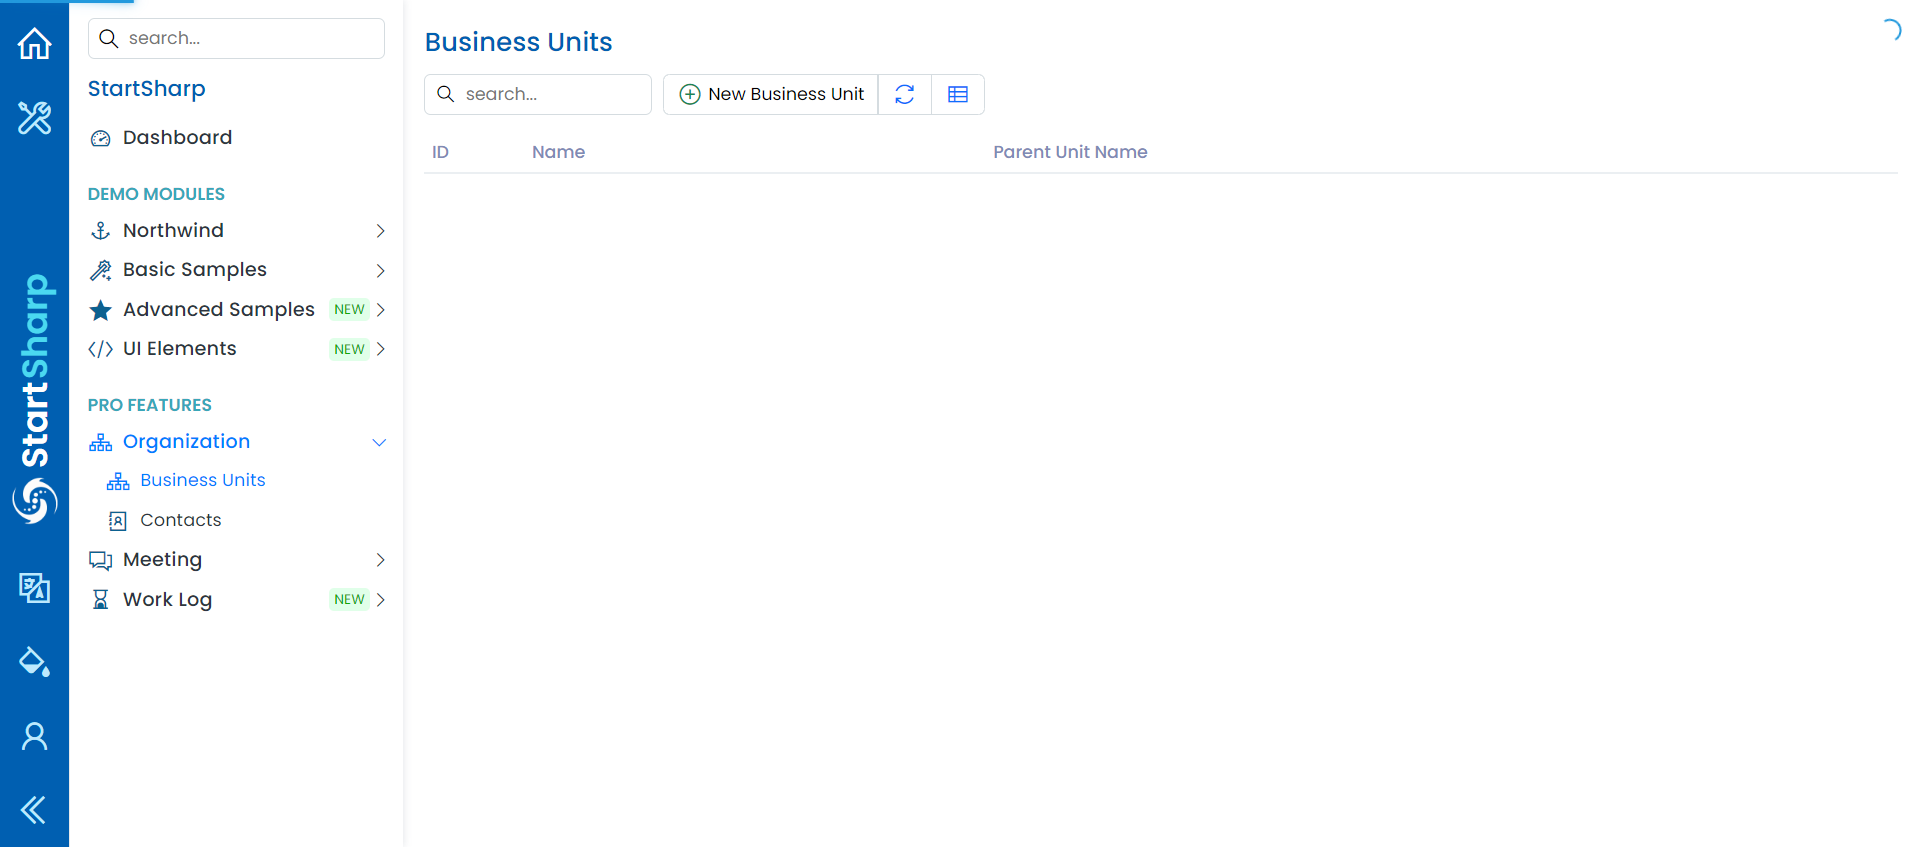 StartSharp
search...
StartSharp
Dashboard
DEMO MODULES
Northwind
Basic Samples
Advanced Samples NEW
UI Elements NEW
PRO FEATURES
Organization
Business Units
Contacts
Meeting
Work Log NEW
Business Units
search...
New Business Unit
ID Name Parent Unit Name